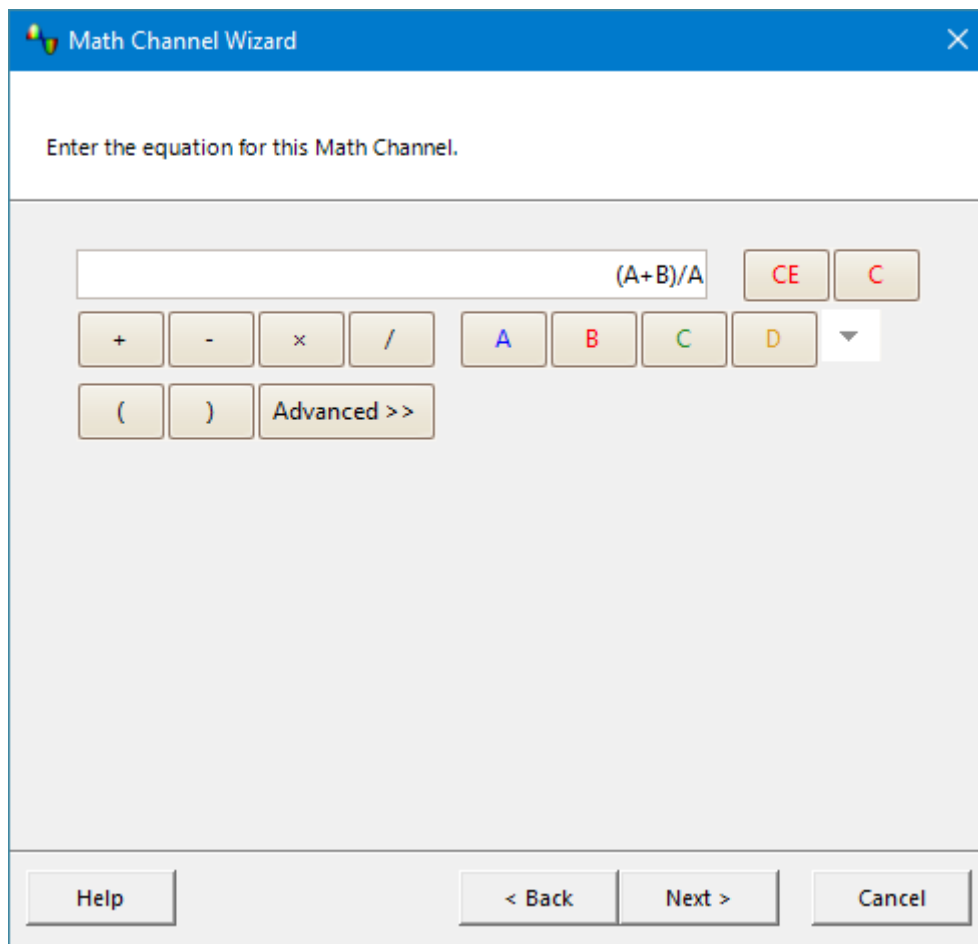 Math Channel Wizard
Enter the equation for this Math Channel.
(A+B)/A CE C
+ - × / A B C D
( ) Advanced >>
Help < Back Next > Cancel